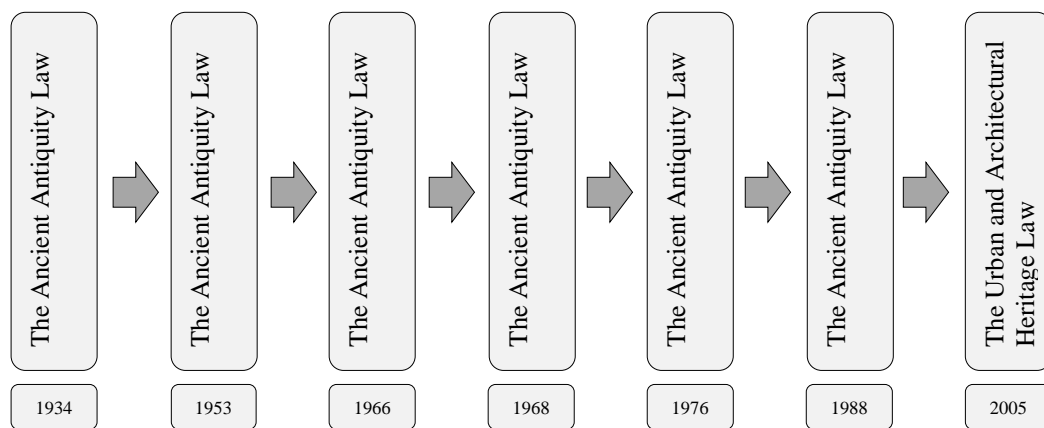 The Ancient Antiquity Law
The Ancient Antiquity Law
The Ancient Antiquity Law
The Ancient Antiquity Law
The Ancient Antiquity Law
The Ancient Antiquity Law
The Urban and Architectural
Heritage Law
1934
1953
1966
1968
1976
1988
2005